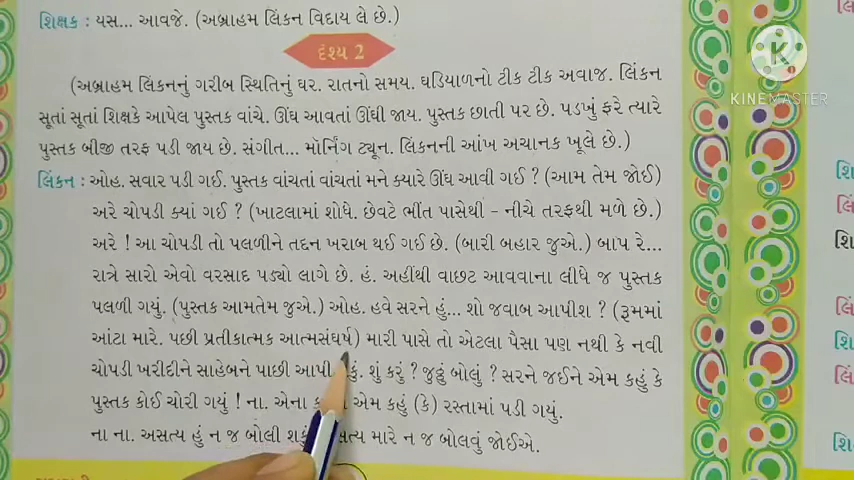 શિક્ષક : યસ... આવજે. (અબ્રાહમ લિંકન વિદાય લે છે.)
દૃશ્ય 2
(અબ્રાહમ લિંકનનું ગરીબ સ્થિતિનું ઘર. રાતનો સમય. ઘડિયાળનો ટીક ટીક અવાજ. લિંકન
સૂતાં સૂતાં શિક્ષકે આપેલ પુસ્તક વાંચે. ઊંઘ આવતાં ઊંઘી જાય. પુસ્તક છાતી પર છે. પડખું ફરે ત્યારે
પુસ્તક બીજી તરફ પડી જાય છે. સંગીત... મૉર્નિંગ ટ્યૂન. લિંકનની આંખ અચાનક ખૂલે છે.)
લિંકન : ઓહ. સવાર પડી ગઈ. પુસ્તક વાંચતાં વાંચતાં મને ક્યારે ઊંઘ આવી ગઈ ? (આમ તેમ જોઈ)
અરે ચોપડી ક્યાં ગઈ ? (ખાટલામાં શોધે. છેવટે ભીંત પાસેથી - નીચે તરફથી મળે છે.)
અરે ! આ ચોપડી તો પલળીને તદન ખરાબ થઈ ગઈ છે. (બારી બહાર જુએ.) બાપ રે...
રાત્રે સારો એવો વરસાદ પડ્યો લાગે છે. હં. અહીંથી વાછટ આવવાના લીધે જ પુસ્તક
પલળી ગયું. (પુસ્તક આમતેમ જુએ.) ઓહ. હવે સરને હું... શો જવાબ આપીશ ? (રૂમમાં
આંટા મારે. પછી પ્રતીકાત્મક આત્મસંઘર્ષ) મારી પાસે તો એટલા પૈસા પણ નથી કે નવી
ચોપડી ખરીદીને સાહેબને પાછી આપી શકું. શું કરું ? જુઠ્ઠું બોલું ? સરને જઈને એમ કહું કે
પુસ્તક કોઈ ચોરી ગયું ! ના. એના ક એમ કહું (કે) રસ્તામાં પડી ગયું.
ના ના. અસત્ય હું ન જ બોલી શકું સત્ય મારે ન જ બોલવું જોઈએ.
K
KINEMASTER
શિ
લિ
શિ
લિ
શિ
લિ
શિ